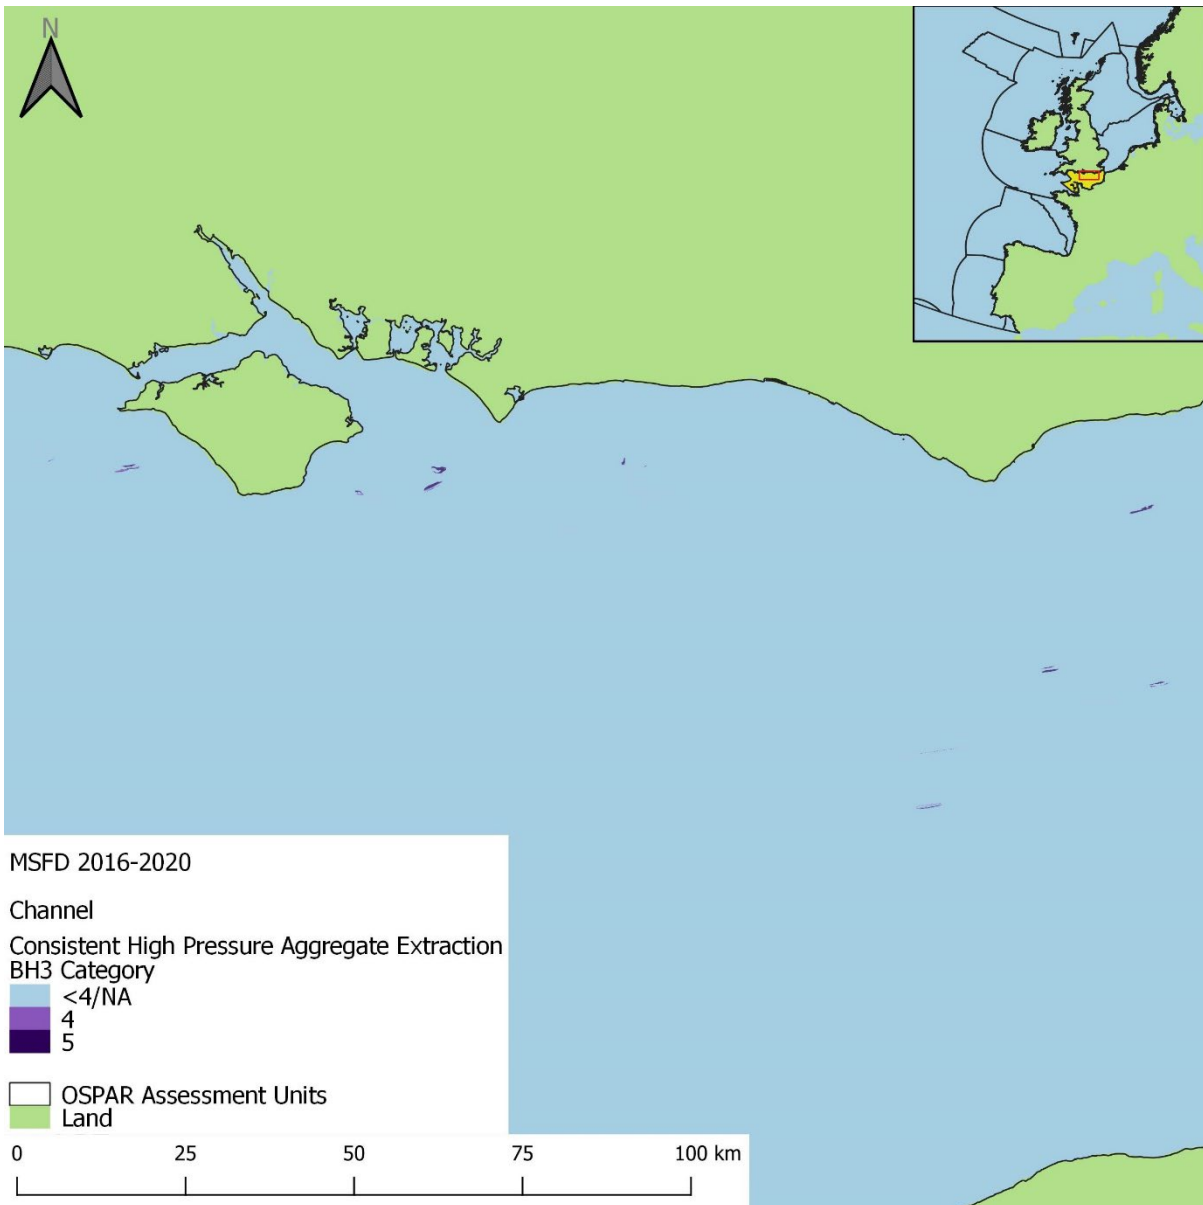 N
MSFD 2016-2020
Channel
Consistent High Pressure Aggregate Extraction
BH3 Category
<4/NA
4
5
OSPAR Assessment Units
Land
0 25 50 75 100 km